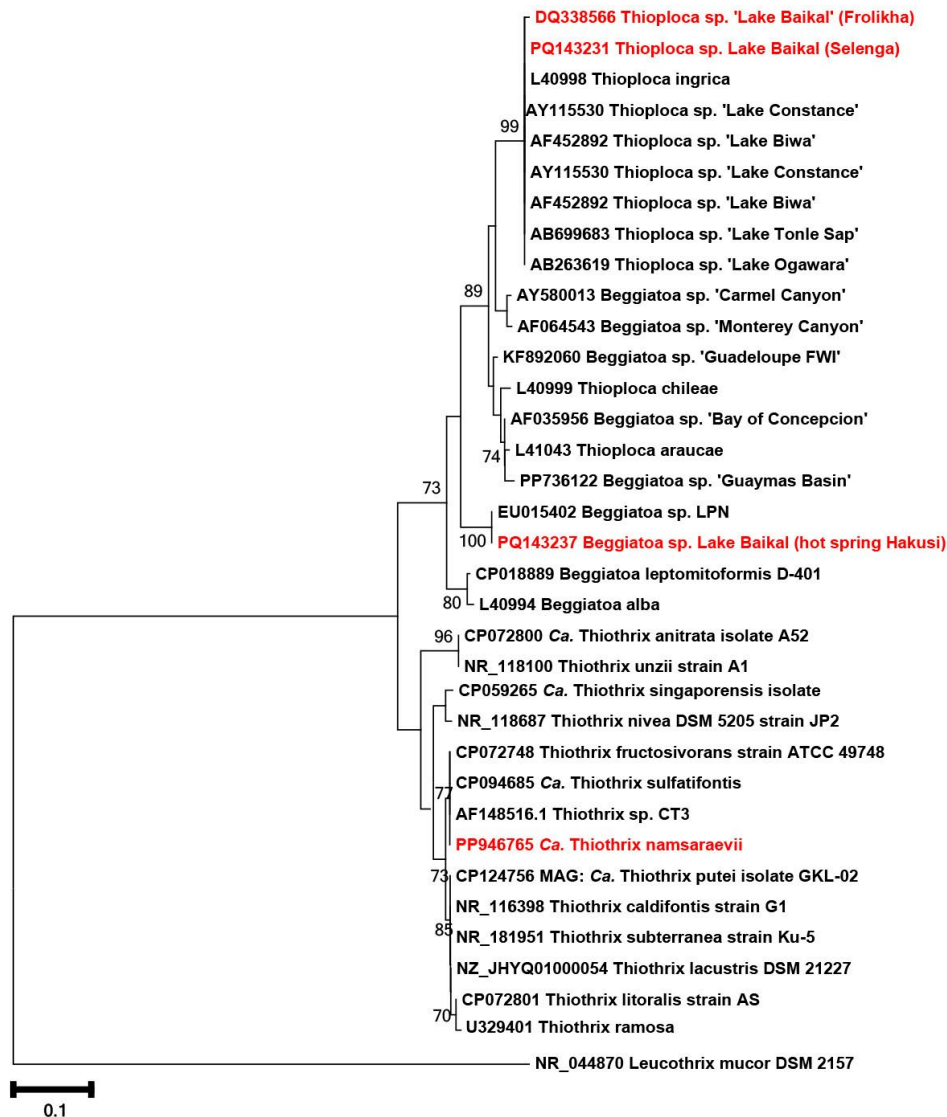 DQ338566 Thioploca sp. 'Lake Baikal' (Frolikha)
PQ143231 Thioploca sp. Lake Baikal (Selenga)
L40998 Thioploca ingrica
AY115530 Thioploca sp. 'Lake Constance'
99
AF452892 Thioploca sp. 'Lake Biwa'
AY115530 Thioploca sp. 'Lake Constance'
AF452892 Thioploca sp. 'Lake Biwa'
AB699683 Thioploca sp. 'Lake Tonle Sap'
AB263619 Thioploca sp. 'Lake Ogawara'
89
AY580013 Beggiatoa sp. 'Carmel Canyon'
AF064543 Beggiatoa sp. 'Monterey Canyon'
KF892060 Beggiatoa sp. 'Guadeloupe FWI'
L40999 Thioploca chileae
AF035956 Beggiatoa sp. 'Bay of Concepcion'
L41043 Thioploca araucae
74
PP736122 Beggiatoa sp. 'Guaymas Basin'
73
EU015402 Beggiatoa sp. LPN
100
PQ143237 Beggiatoa sp. Lake Baikal (hot spring Hakusi)
CP018889 Beggiatoa leptomitoformis D-401
80
L40994 Beggiatoa alba
96
CP072800 Ca. Thiothrix anitrata isolate A52
NR_118100 Thiothrix unzii strain A1
CP059265 Ca. Thiothrix singaporensis isolate
NR_118687 Thiothrix nivea DSM 5205 strain JP2
CP072748 Thiothrix fructosivorans strain ATCC 49748
CP094685 Ca. Thiothrix sulfatifontis
77
AF148516.1 Thiothrix sp. CT3
PP946765 Ca. Thiothrix namsaraevii
73
CP124756 MAG: Ca. Thiothrix putei isolate GKL-02
NR_116398 Thiothrix caldifontis strain G1
85
NR_181951 Thiothrix subterranea strain Ku-5
NZ_JHYQ01000054 Thiothrix lacustris DSM 21227
CP072801 Thiothrix litoralis strain AS
70
U329401 Thiothrix ramosa
NR_044870 Leucothrix mucor DSM 2157
0.1